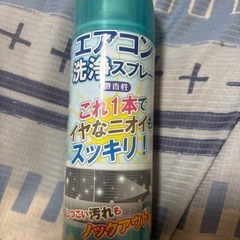 エアコン
洗浄スプレー
微香性
これ1本で
イヤなニオイも
スッキリ!
しつこい汚れも
ノックアウト